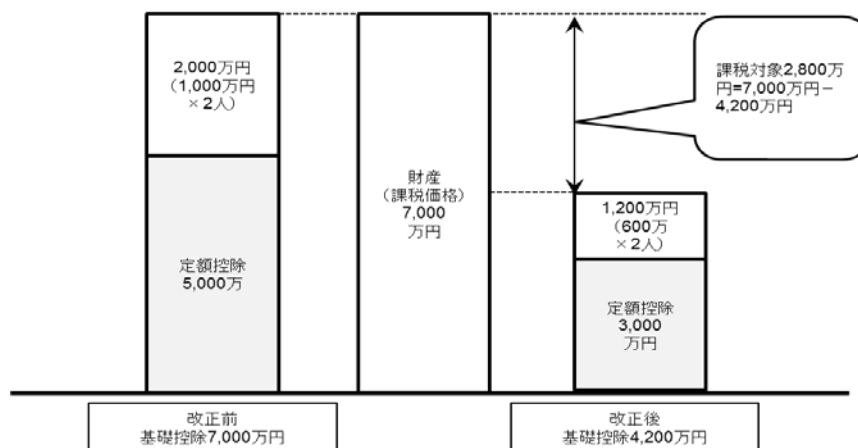 2,000万円
（1,000万円
×2人）
定額控除
5,000万
財産
（課税価格）
7,000
万円
1,200万円
（600万
×2人）
定額控除
3,000
万円
課税対象2,800万
円=7,000万円－
4,200万円
改正前
基礎控除7,000万円
改正後
基礎控除4,200万円